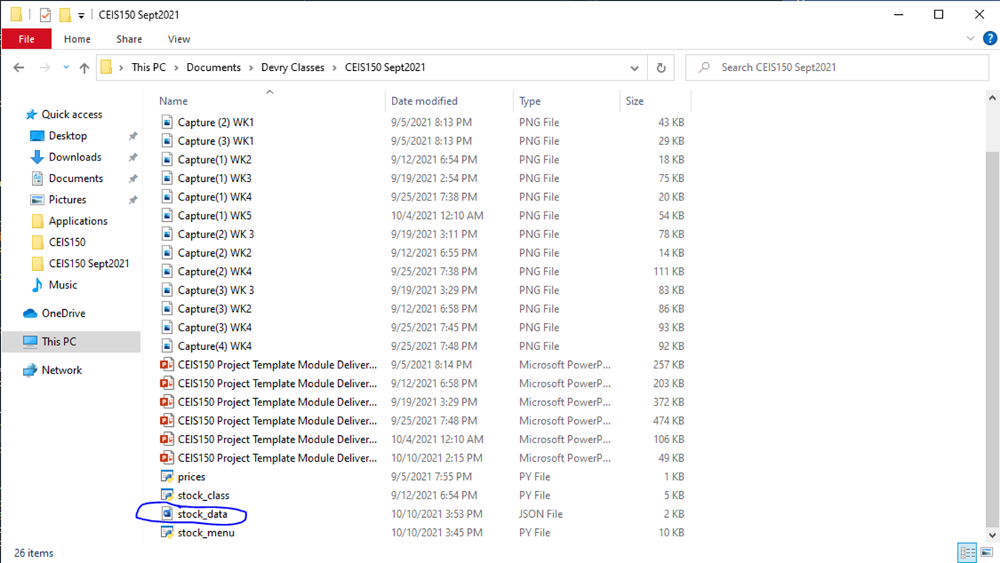 CEIS150 Sept2021
File Home Share View
This PC Documents Devry Classes CEIS150 Sept2021 Search CEIS150 Sept2021
Quick access
Desktop
Downloads
Documents
Pictures
Applications
CEIS150
CEIS150 Sept2021
Music
OneDrive
This PC
Network
Name Date modified Type Size
Capture (2) WK1 9/5/2021 8:13 PM PNG File 43 KB
Capture (3) WK1 9/5/2021 8:13 PM PNG File 29 KB
Capture(1) WK2 9/12/2021 6:54 PM PNG File 18 KB
Capture(1) WK3 9/19/2021 2:54 PM PNG File 75 KB
Capture(1) WK4 9/25/2021 7:38 PM PNG File 20 KB
Capture(1) WK5 10/4/2021 12:10 AM PNG File 54 KB
Capture(2) WK 3 9/19/2021 3:11 PM PNG File 78 KB
Capture(2) WK2 9/12/2021 6:55 PM PNG File 14 KB
Capture(2) WK4 9/25/2021 7:38 PM PNG File 111 KB
Capture(3) WK 3 9/19/2021 3:29 PM PNG File 83 KB
Capture(3) WK2 9/12/2021 6:58 PM PNG File 86 KB
Capture(3) WK4 9/25/2021 7:45 PM PNG File 93 KB
Capture(4) WK4 9/25/2021 7:48 PM PNG File 92 KB
CEIS150 Project Template Module Deliver... 9/5/2021 8:14 PM Microsoft PowerP... 257 KB
CEIS150 Project Template Module Deliver... 9/12/2021 6:58 PM Microsoft PowerP... 203 KB
CEIS150 Project Template Module Deliver... 9/19/2021 3:29 PM Microsoft PowerP... 372 KB
CEIS150 Project Template Module Deliver... 9/25/2021 7:48 PM Microsoft PowerP... 474 KB
CEIS150 Project Template Module Deliver... 10/4/2021 12:10 AM Microsoft PowerP... 106 KB
CEIS150 Project Template Module Deliver... 10/10/2021 2:15 PM Microsoft PowerP... 49 KB
prices 9/5/2021 7:55 PM PY File 1 KB
stock_class 9/12/2021 6:54 PM PY File 5 KB
stock_data 10/10/2021 3:53 PM JSON File 2 KB
stock_menu 10/10/2021 3:45 PM PY File 10 KB
26 items